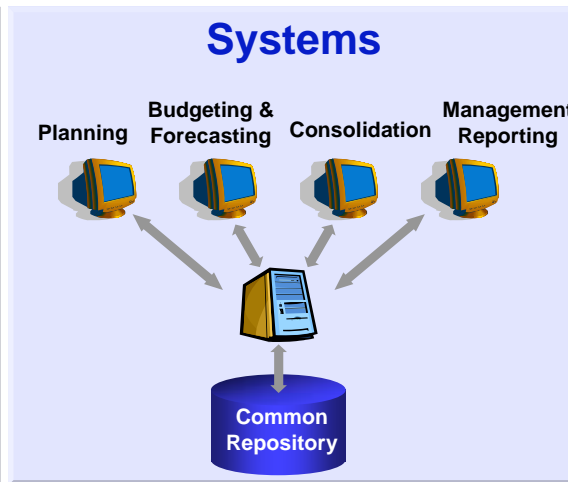 Systems
Planning
Budgeting &
Forecasting
Consolidation
Management
Reporting
Common
Repository